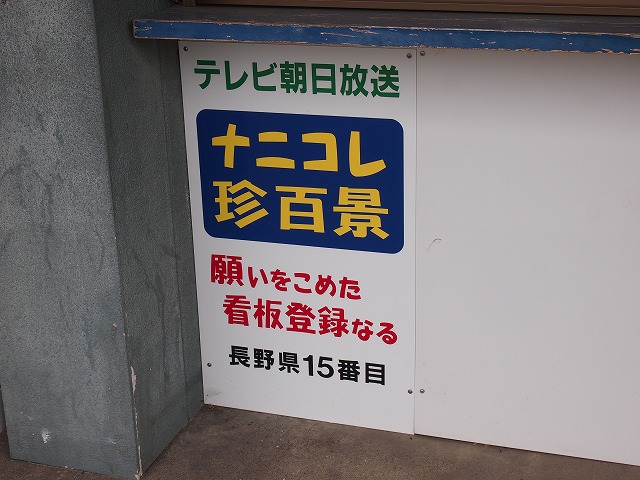 テレビ朝日放送
ナニコレ
珍百景
願いをこめた
看板登録なる
長野県15番目